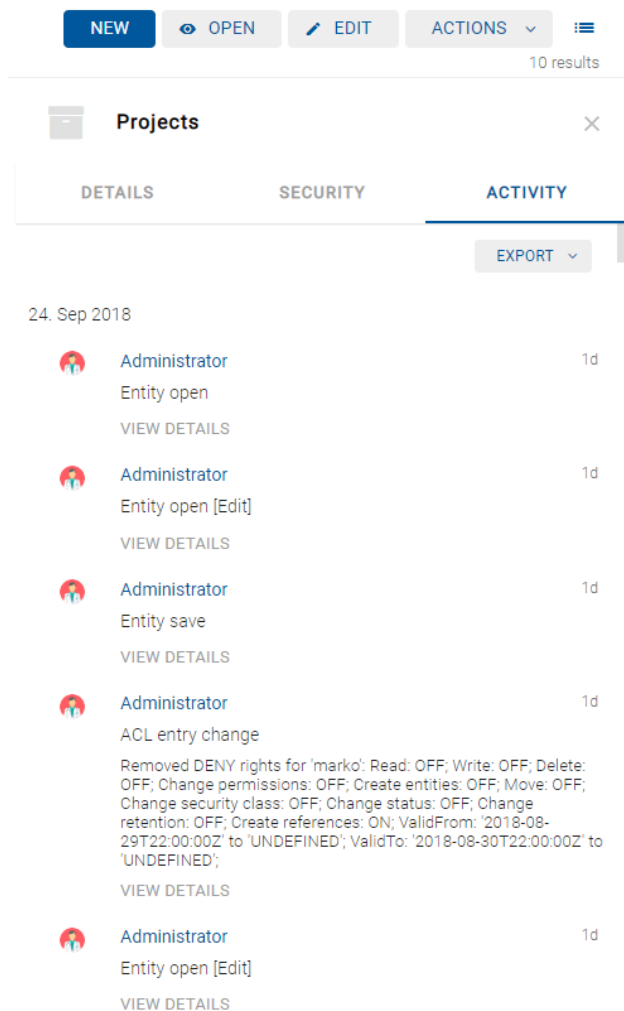 NEW OPEN EDIT ACTIONS
10 results
Projects
DETAILS SECURITY ACTIVITY
EXPORT
24. Sep 2018
Administrator 1d
Entity open
VIEW DETAILS
Administrator 1d
Entity open [Edit]
VIEW DETAILS
Administrator 1d
Entity save
VIEW DETAILS
Administrator 1d
ACL entry change
Removed DENY rights for 'marko': Read: OFF; Write: OFF; Delete:
OFF; Change permissions: OFF; Create entities: OFF; Move: OFF;
Change security class: OFF; Change status: OFF; Change
retention: OFF; Create references: ON; ValidFrom: '2018-08-
29T22:00:00Z' to 'UNDEFINED'; ValidTo: '2018-08-30T22:00:00Z' to
'UNDEFINED';
VIEW DETAILS
Administrator 1d
Entity open [Edit]
VIEW DETAILS